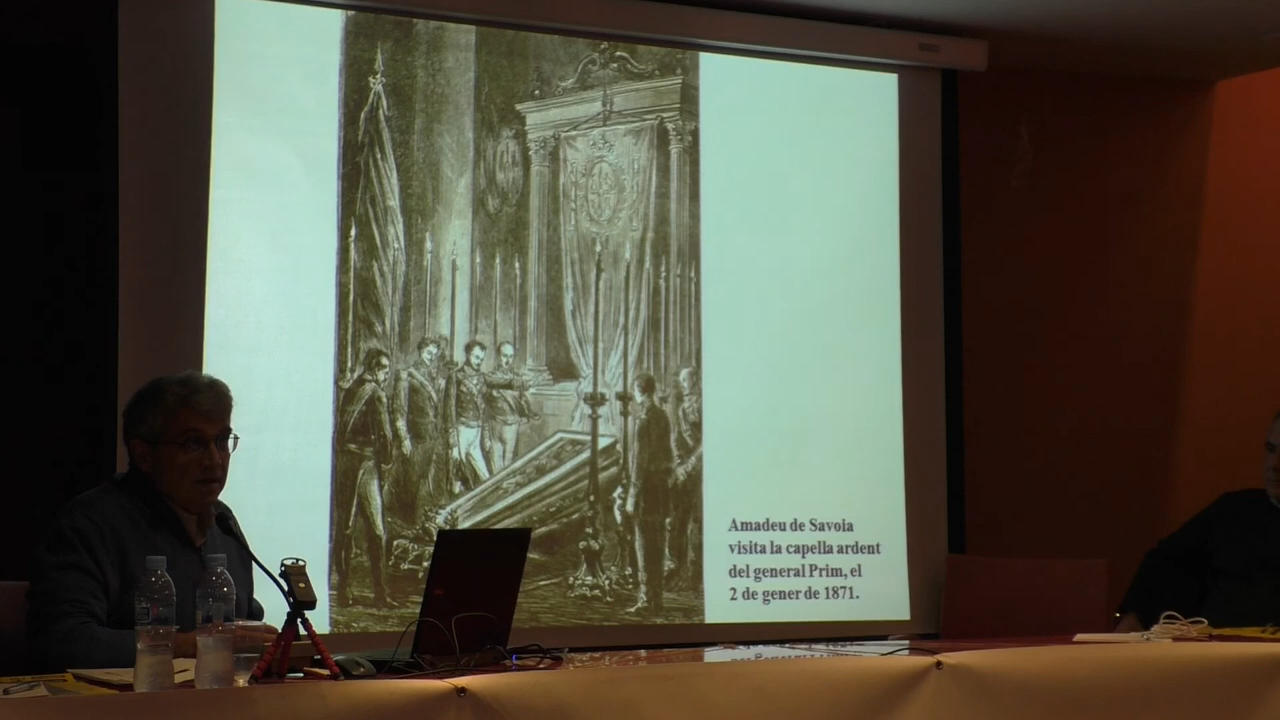 Amadeu de Savoia
visita la capella ardent
del general Prim, el
2 de gener de 1871.